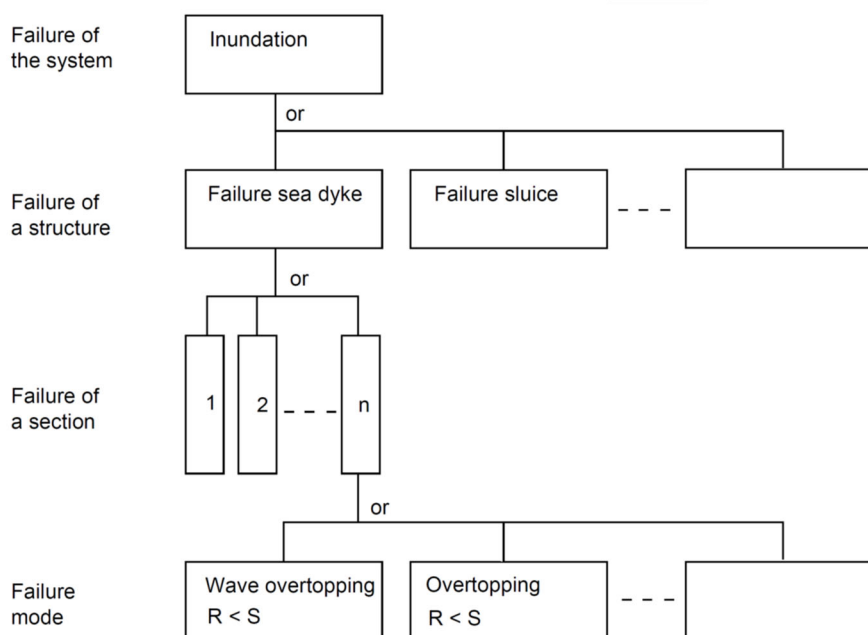 Failure of
the system
Inundation
or
Failure of
a structure
Failure sea dyke
Failure sluice
or
Failure of
a section
1
2
n
or
Failure
mode
Wave overtopping
R < S
Overtopping
R < S